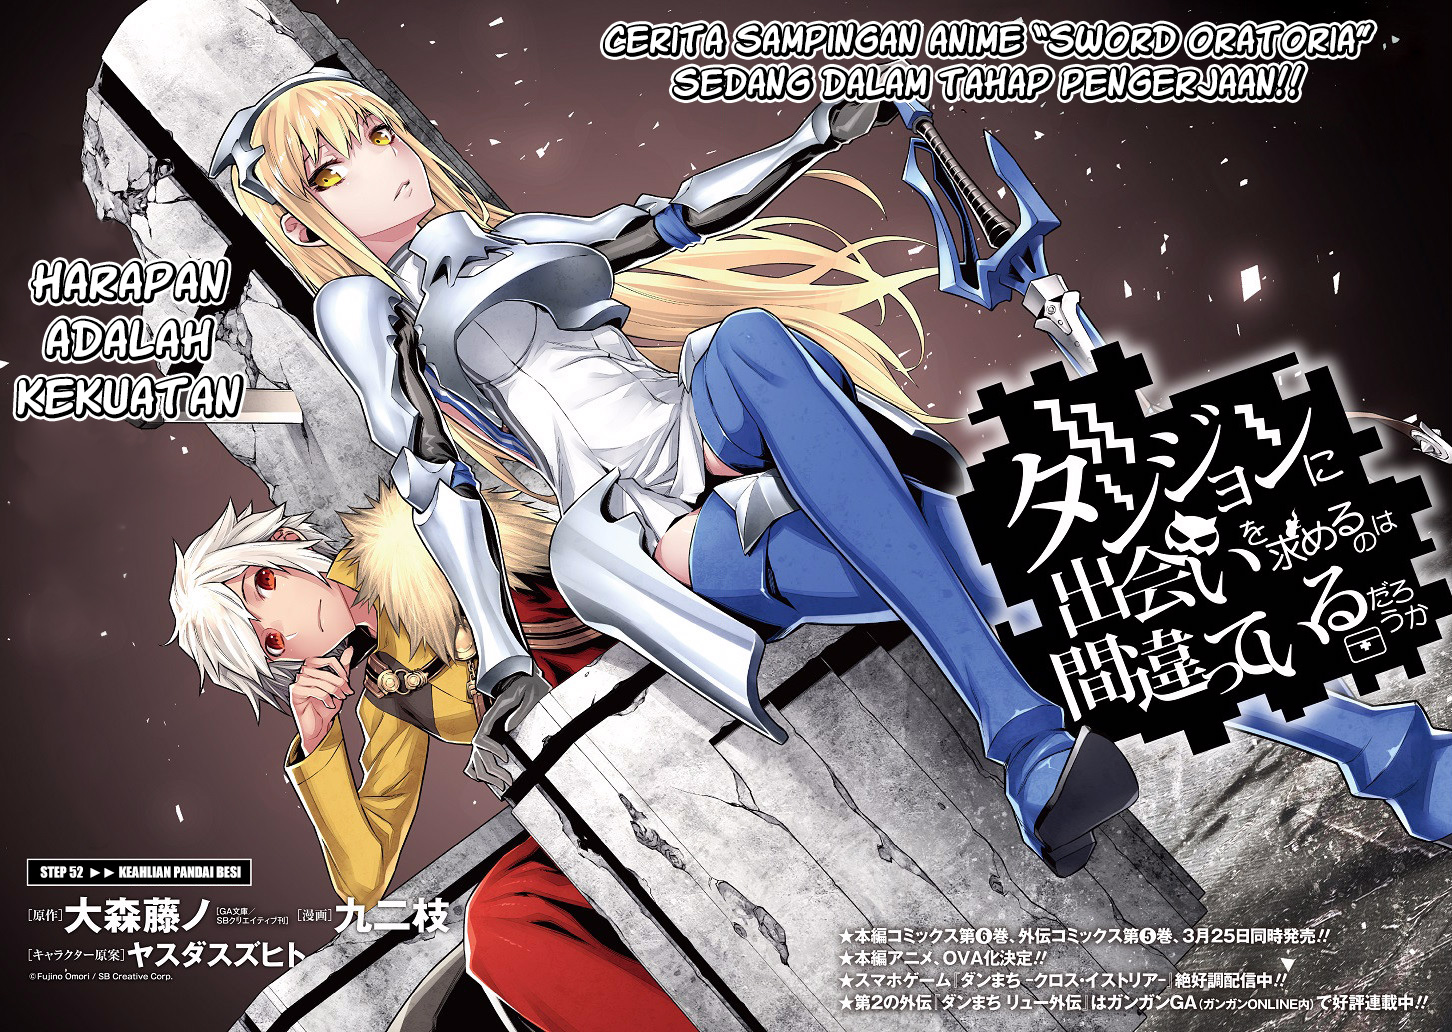 CERITA SAMPINGAN ANIME "SWORD ORATORIA"
SEDANG DALAM TAHAP PENGERJAAN!!
HARAPAN
ADALAH
KEKUATAN
ダンジョンに
出会いを求めるのは
間違っているだろうか
STEP 52 ►► KEAHLIAN PANDAI BESI
[原作]大森藤ノ[GA文庫/SBクリエイティブ刊] [漫画]九二枝
[キャラクター原案]ヤスダスズヒト
©Fujino Omori / SB Creative Corp.
★本編コミックス第❻巻、外伝コミックス第❺巻、3月25日同時発売!!
★本編アニメ、OVA化決定!!
★スマホゲーム『ダンまち -クロス・イストリア-』絶好調配信中!!
★第2の外伝『ダンまち リュー外伝』はガンガンGA(ガンガンONLINE内)で好評連載中!!